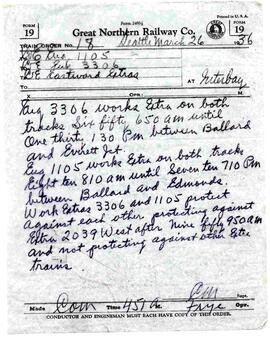 Form 2490½
PRINTED IN U.S.A.
FORM 19
Great Northern Railway Co.
FORM 19
TRAIN ORDER NO. 18 Seattle March 26 1936
To C&E Eng 1105
C&E Eng 3306
C&E Eastward Extras
At Interbay
X Opr.; M.
Eng 3306 works Extra on both
tracks Six fifty 650 am until
One thirty 130 PM between Ballard
and Everett Jct.
Eng 1105 works Extra on both tracks
Eight ten 810 am until Seven ten 710 PM
between Ballard and Edmonds.
Work Extras 3306 and 1105 protect
against each other protecting against
Extra 2039 West after Nine fifty 950 am
and not protecting against other Extra
trains.
CM
Supt.
Made Com Time 451 a M. Frye Opr.
CONDUCTOR AND ENGINEMAN MUST EACH HAVE COPY OF THIS ORDER.